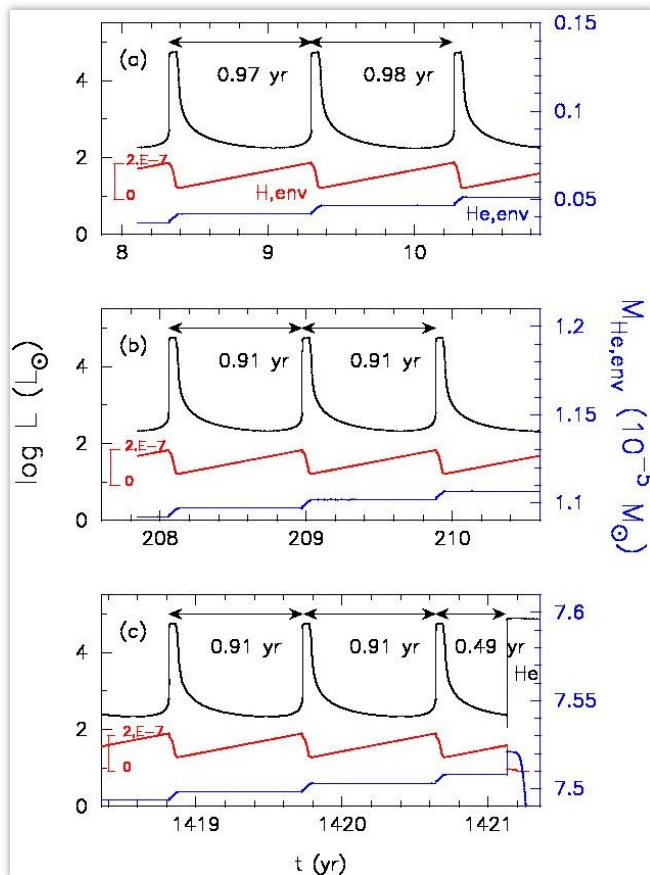 (a)
0.97 yr
0.98 yr
4
2
0
2.E-7
0
H,env
He,env
0.15
0.1
0.05
8
9
10
(b)
0.91 yr
0.91 yr
4
2
0
2.E-7
0
1.2
1.15
1.1
208
209
210
log L (L⊙)
M_He,env (10⁻⁵ M⊙)
(c)
0.91 yr
0.91 yr
0.49 yr
He
4
2
0
2.E-7
0
7.6
7.55
7.5
1419
1420
1421
t (yr)